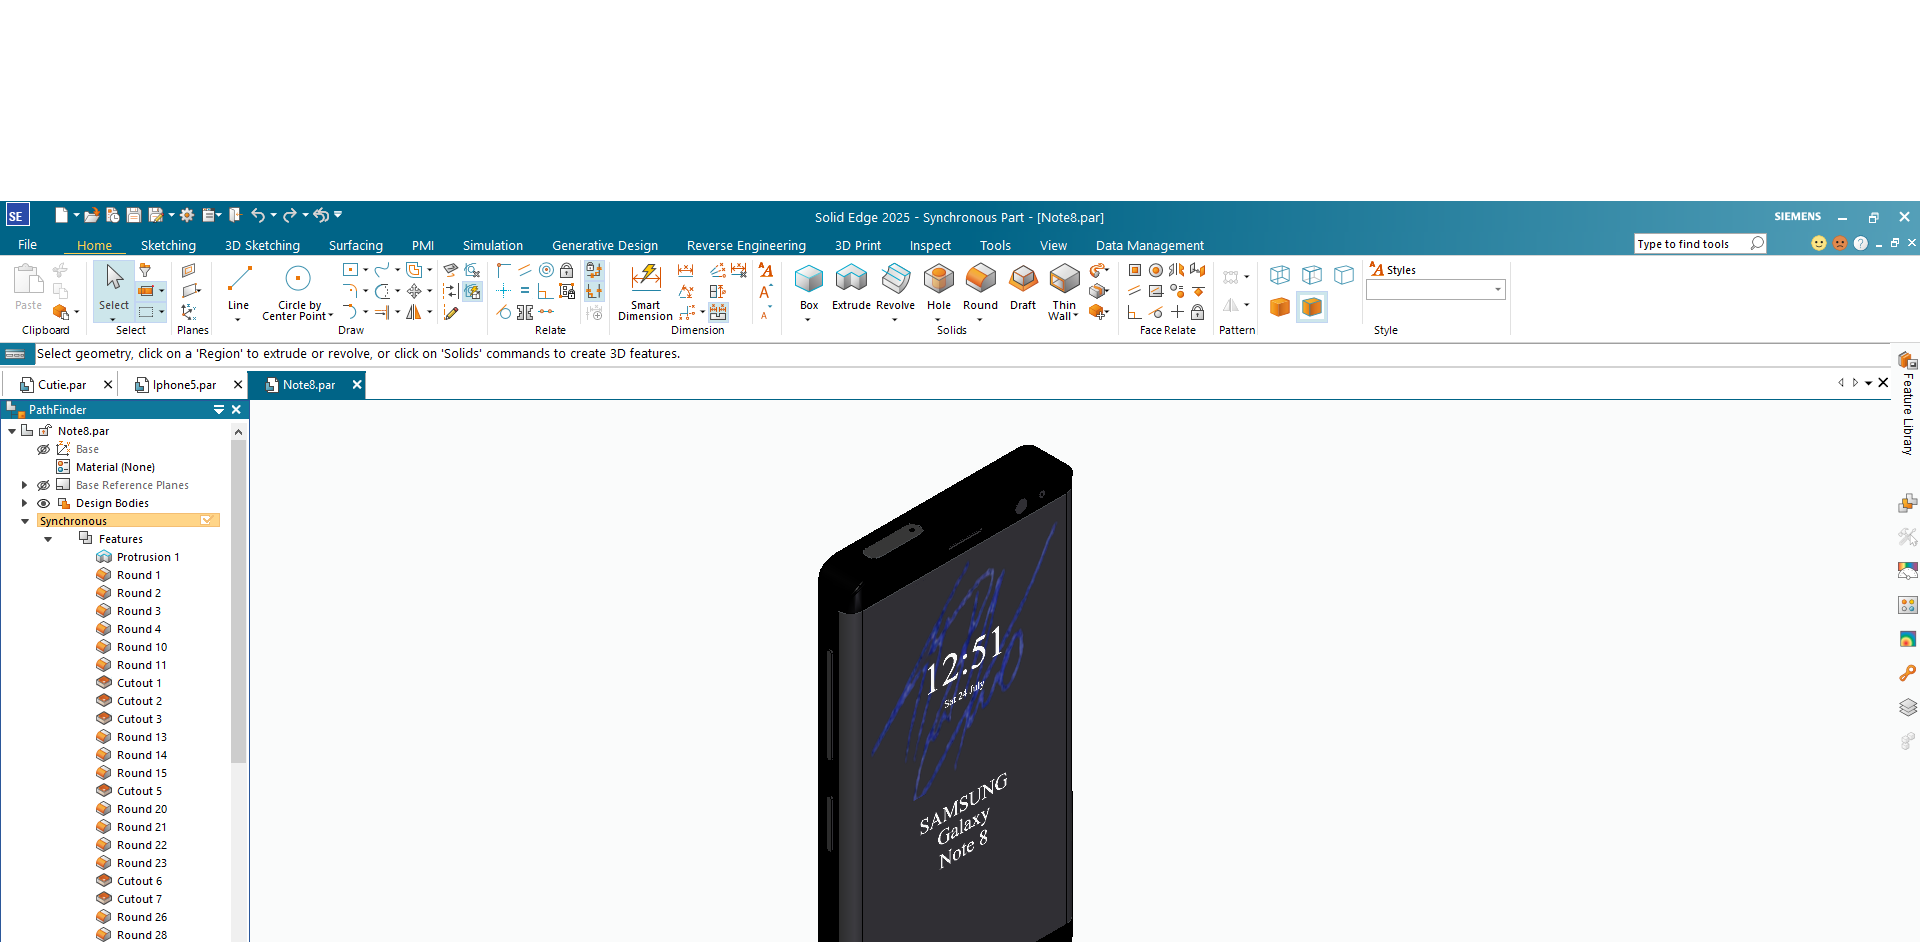 SE
Solid Edge 2025 - Synchronous Part - [Note8.par]
SIEMENS
File Home Sketching 3D Sketching Surfacing PMI Simulation Generative Design Reverse Engineering 3D Print Inspect Tools View Data Management
Type to find tools
Paste
Clipboard
Select
Select
Planes
Line
Circle by
Center Point
Draw
Relate
Smart
Dimension
Dimension
Box
Extrude
Revolve
Hole
Round
Draft
Thin
Wall
Solids
Face Relate
Pattern
Styles
Style
Select geometry, click on a 'Region' to extrude or revolve, or click on 'Solids' commands to create 3D features.
Cutie.par
Iphone5.par
Note8.par
Feature Library
PathFinder
Note8.par
Base
Material (None)
Base Reference Planes
Design Bodies
Synchronous
Features
Protrusion 1
Round 1
Round 2
Round 3
Round 4
Round 10
Round 11
Cutout 1
Cutout 2
Cutout 3
Round 13
Round 14
Round 15
Cutout 5
Round 20
Round 21
Round 22
Round 23
Cutout 6
Cutout 7
Round 26
Round 28
12:51
Sat 24 July
SAMSUNG
Galaxy
Note 8